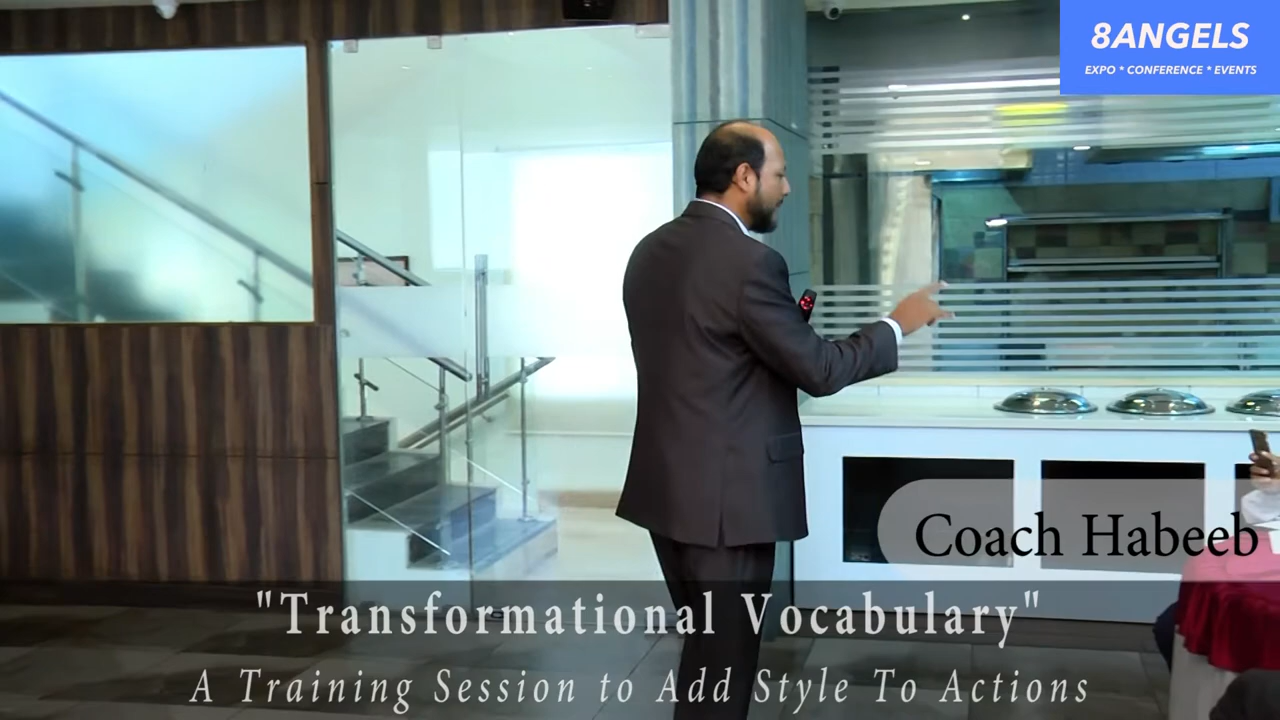 8ANGELS
EXPO * CONFERENCE * EVENTS
Coach Habeeb
"Transformational Vocabulary"
A Training Session to Add Style To Actions